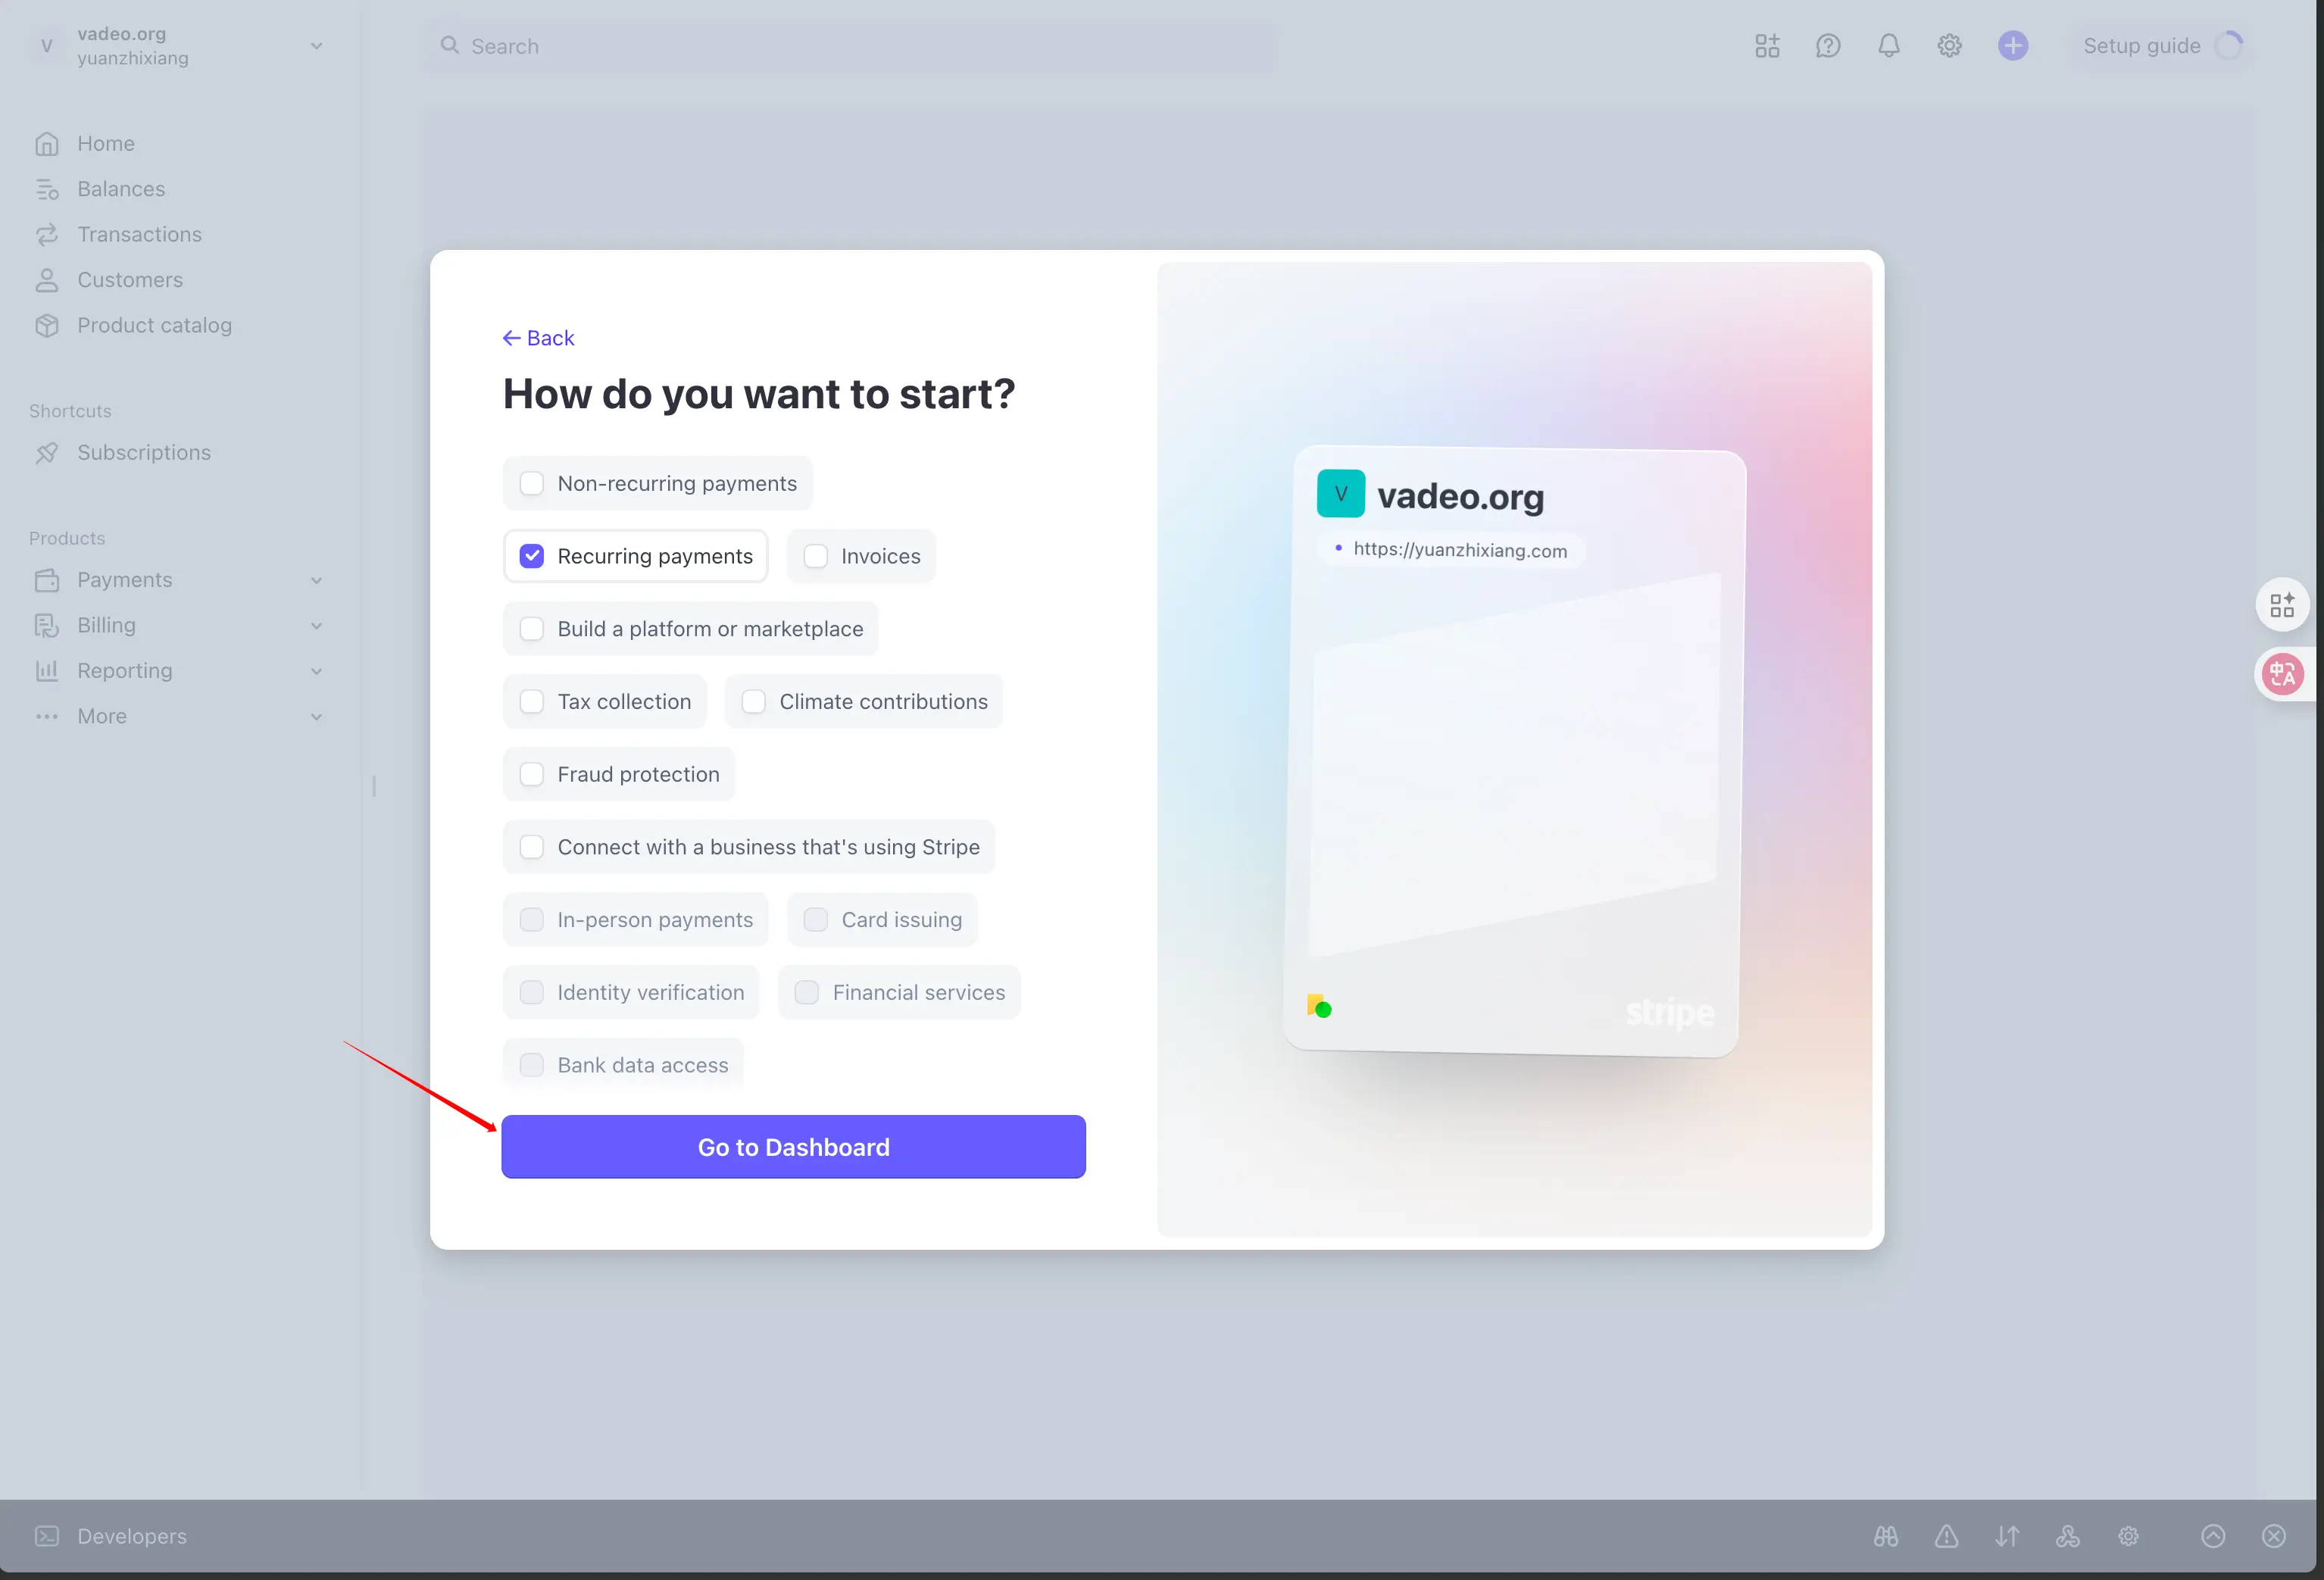 V
vadeo.org
yuanzhixiang
Search
Setup guide
Home
Balances
Transactions
Customers
Product catalog
Shortcuts
Subscriptions
Products
Payments
Billing
Reporting
More
Back
How do you want to start?
Non-recurring payments
Recurring payments
Invoices
Build a platform or marketplace
Tax collection
Climate contributions
Fraud protection
Connect with a business that's using Stripe
In-person payments
Card issuing
Identity verification
Financial services
Bank data access
Go to Dashboard
V
vadeo.org
https://yuanzhixiang.com
stripe
中A
Developers